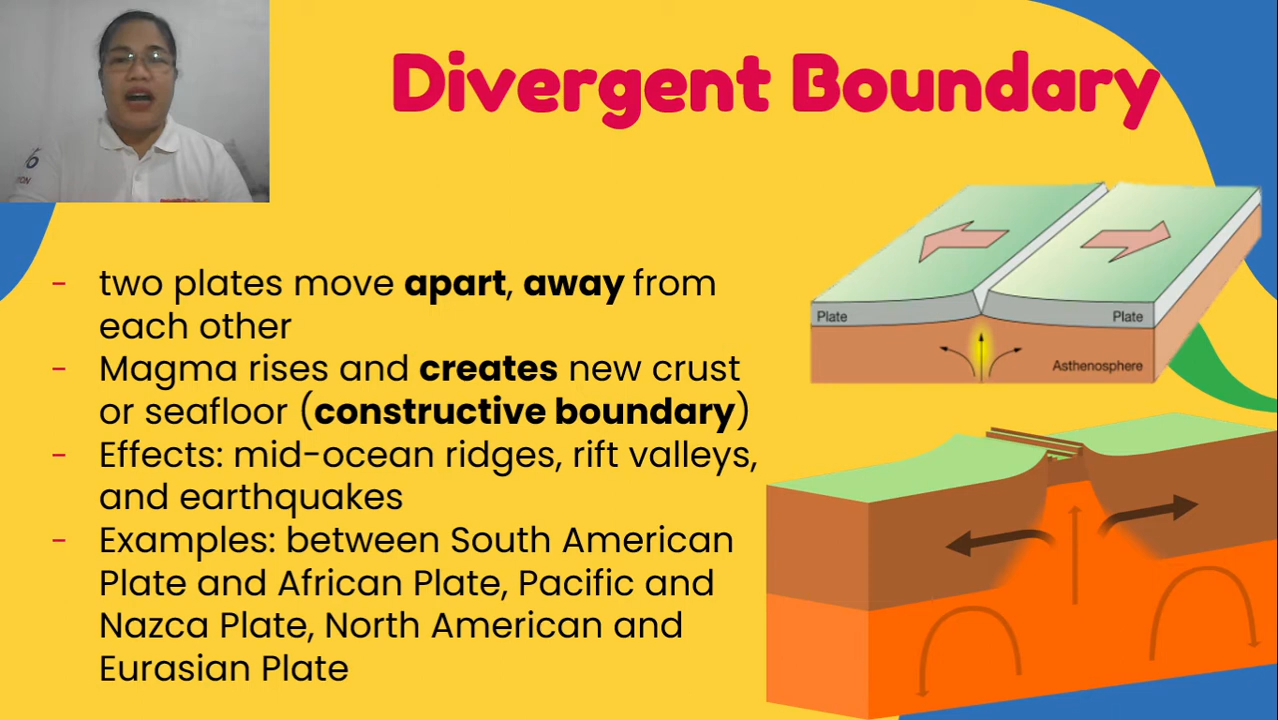 Divergent Boundary
- two plates move apart, away from
each other
- Magma rises and creates new crust
or seafloor (constructive boundary)
- Effects: mid-ocean ridges, rift valleys,
and earthquakes
- Examples: between South American
Plate and African Plate, Pacific and
Nazca Plate, North American and
Eurasian Plate
Plate
Plate
Asthenosphere